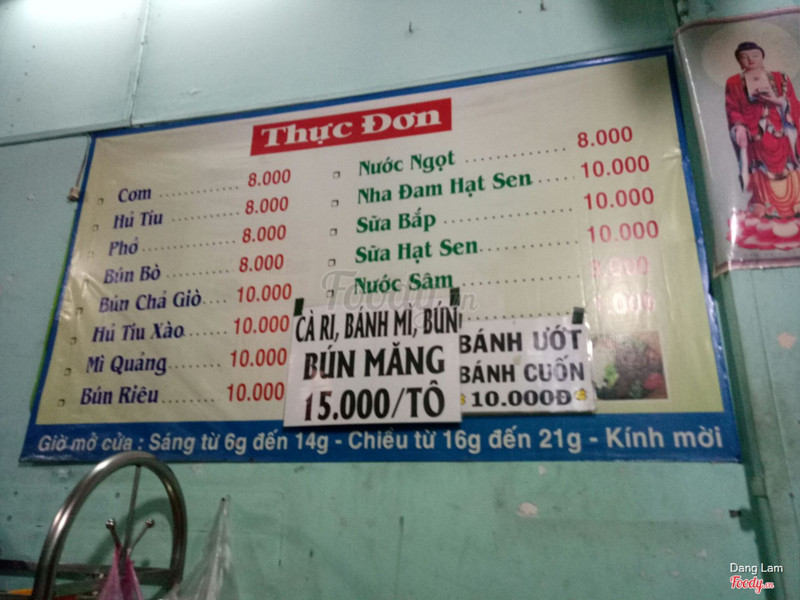 Thực Đơn
Cơm 8.000
Hủ Tíu 8.000
Phở 8.000
Bún Bò 8.000
Bún Chả Giò 10.000
Hủ Tíu Xào 10.000
Mì Quảng 10.000
Bún Riêu 10.000
Nước Ngọt 8.000
Nha Đam Hạt Sen 10.000
Sữa Bắp 10.000
Sữa Hạt Sen 10.000
Nước Sâm
CÀ RI, BÁNH MÌ, BÚN
BÚN MĂNG
15.000/TÔ
BÁNH ƯỚT
BÁNH CUỐN
10.000Đ
Giờ mở cửa : Sáng từ 6g đến 14g - Chiều từ 16g đến 21g - Kính mời
Foody.vn
Dang Lam
Foody.vn